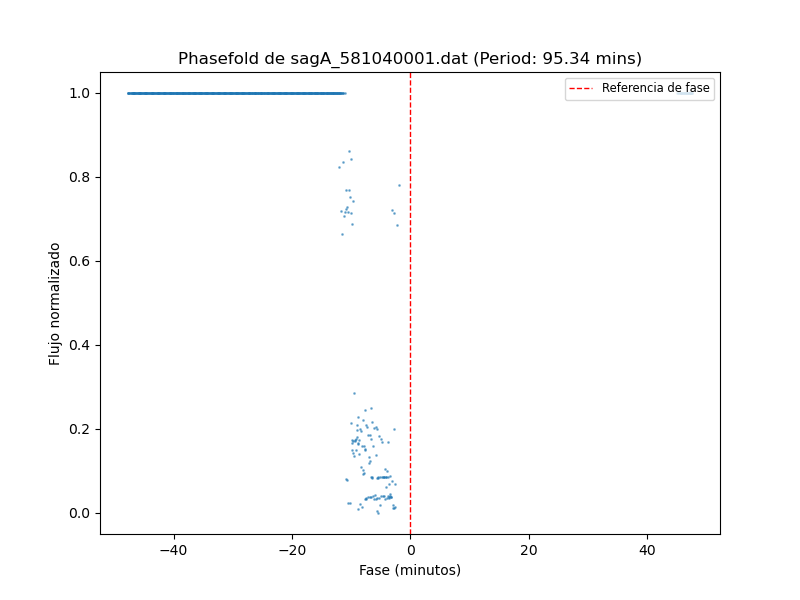 Phasefold de sagA_581040001.dat (Period: 95.34 mins)
Referencia de fase
Flujo normalizado
1.0
0.8
0.6
0.4
0.2
0.0
−40 −20 0 20 40
Fase (minutos)